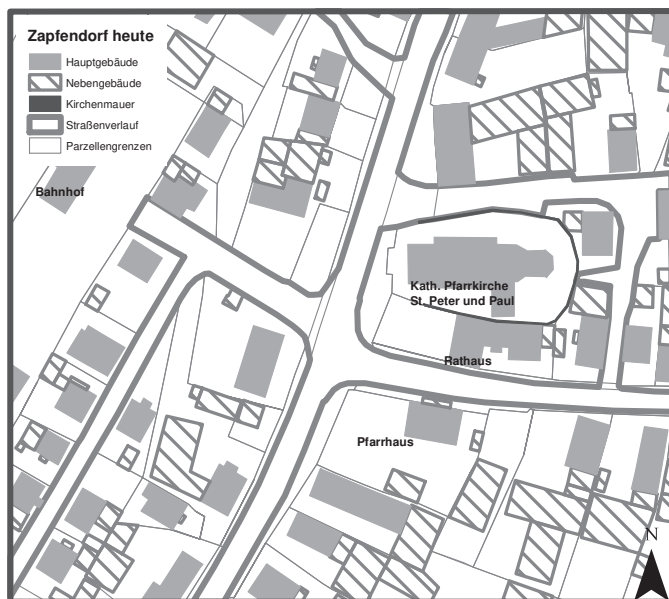 Zapfendorf heute
Hauptgebäude
Nebengebäude
Kirchenmauer
Straßenverlauf
Parzellengrenzen
Bahnhof
Kath. Pfarrkirche
St. Peter und Paul
Rathaus
Pfarrhaus
N